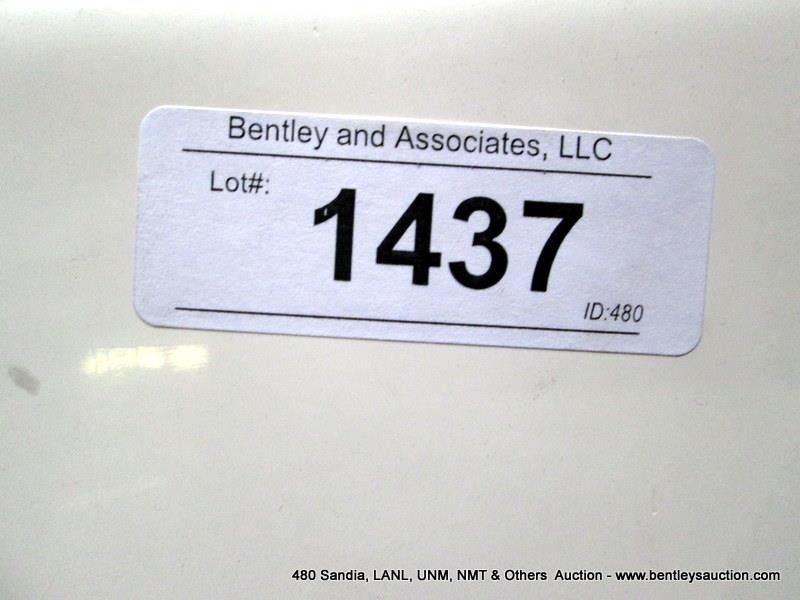 Bentley and Associates, LLC
Lot#:
1437
ID:480
480 Sandia, LANL, UNM, NMT & Others  Auction - www.bentleysauction.com